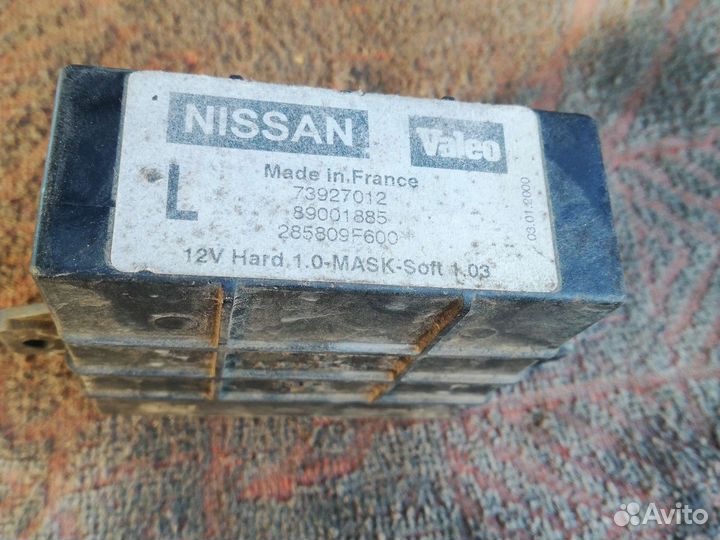 NISSAN Valeo
L
Made in France
73927012
89001885
285809F600
12V Hard 1.0-MASK-Soft 1.03
03.01.2000
Avito